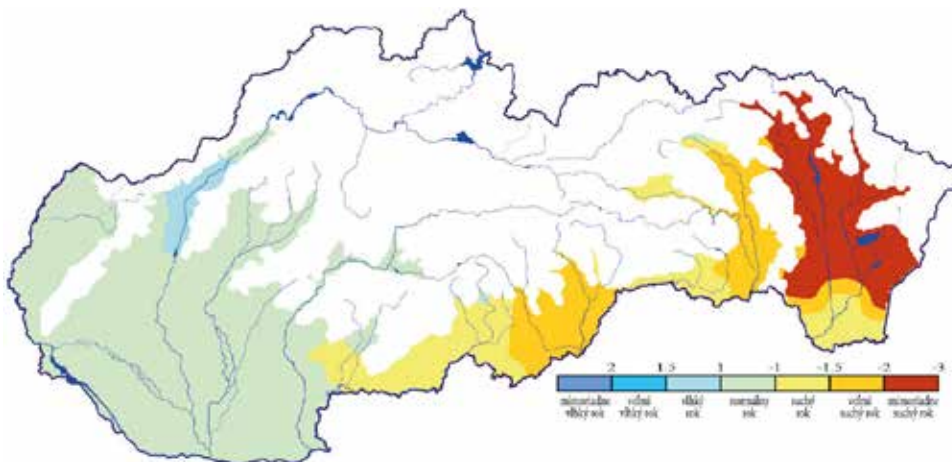 2 1.5 1 -1 -1.5 -2 -3
mimoriadne vlhký rok
veľmi vlhký rok
vlhký rok
normálny rok
suchý rok
veľmi suchý rok
mimoriadne suchý rok